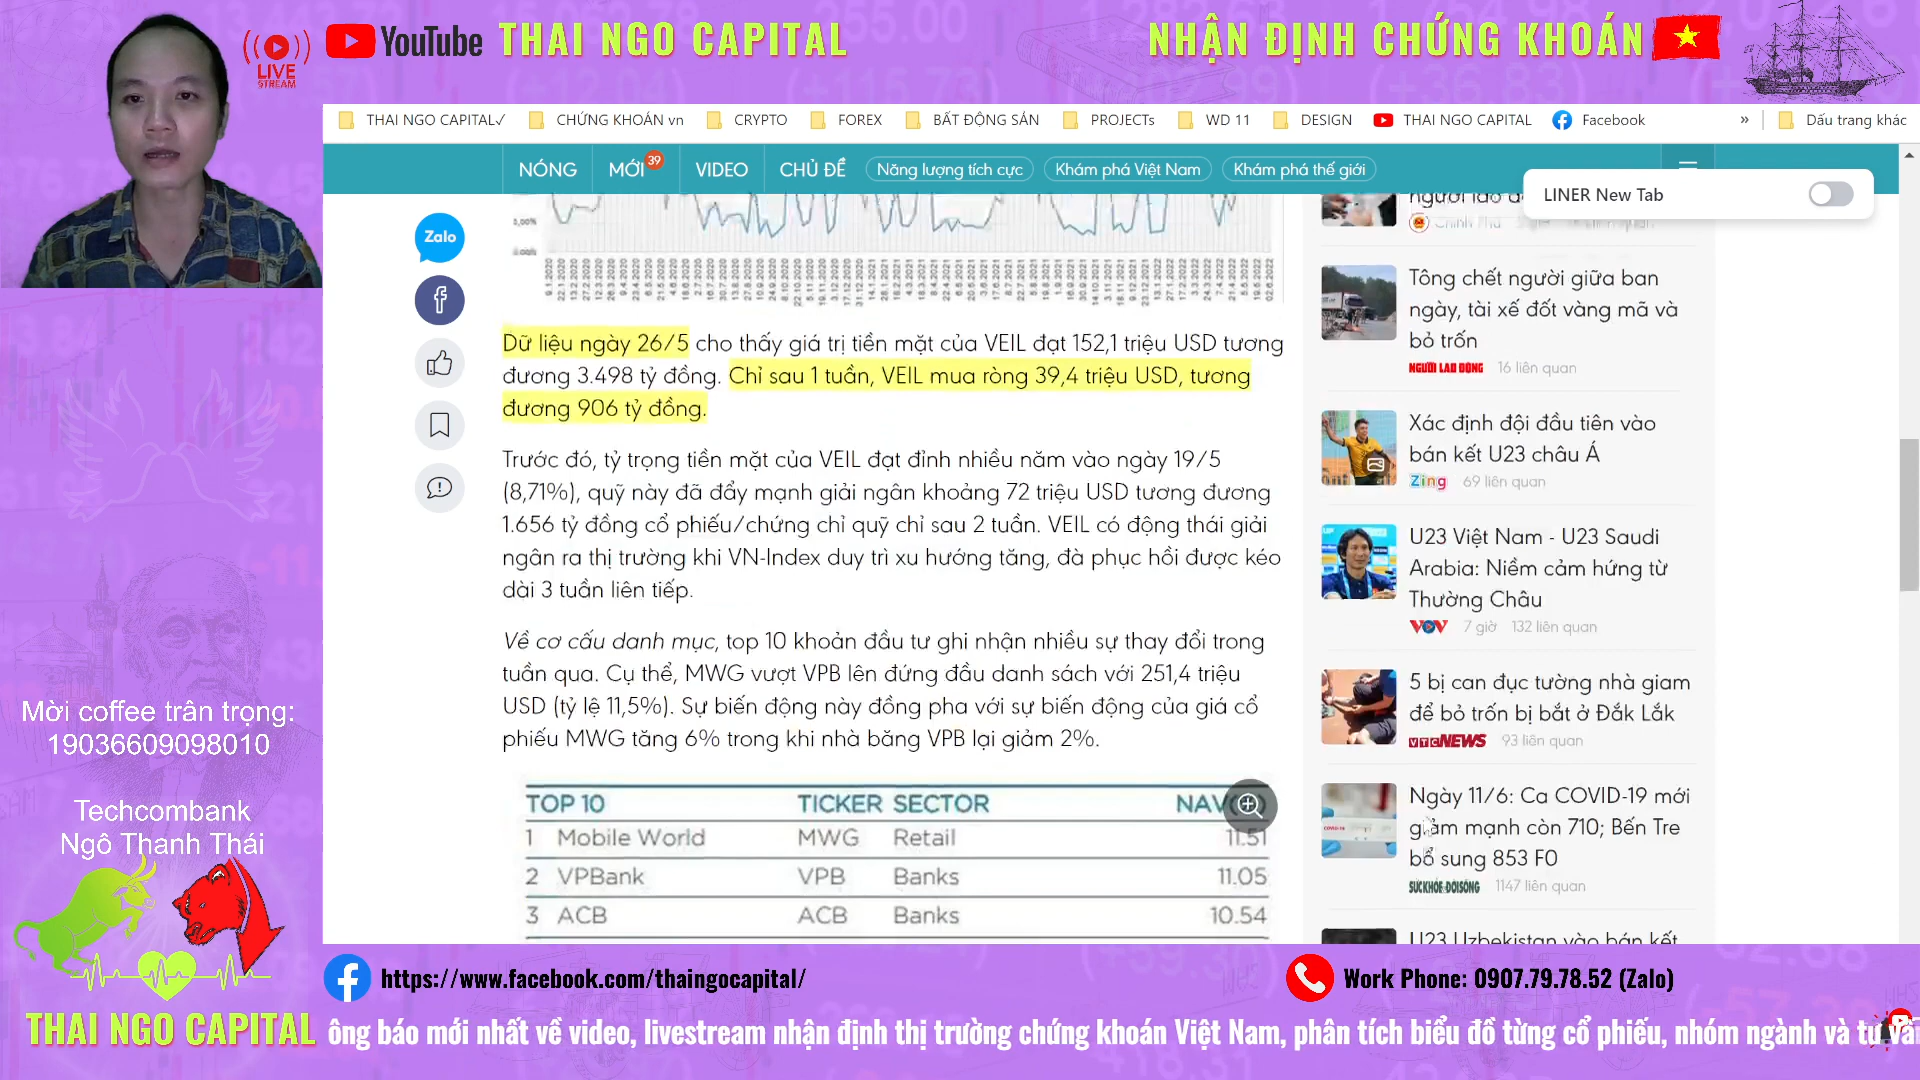 LIVE
STREAM
YouTube THAI NGO CAPITAL
NHẬN ĐỊNH CHỨNG KHOÁN
THAI NGO CAPITAL✓
CHỨNG KHOÁN vn
CRYPTO
FOREX
BẤT ĐỘNG SẢN
PROJECTs
WD 11
DESIGN
THAI NGO CAPITAL
Facebook
»
Dấu trang khác
NÓNG
MỚI 39
VIDEO
CHỦ ĐỀ
Năng lượng tích cực
Khám phá Việt Nam
Khám phá thế giới
LINER New Tab
Zalo
Dữ liệu ngày 26/5 cho thấy giá trị tiền mặt của VEIL đạt 152,1 triệu USD tương
đương 3.498 tỷ đồng. Chỉ sau 1 tuần, VEIL mua ròng 39,4 triệu USD, tương
đương 906 tỷ đồng.
Trước đó, tỷ trọng tiền mặt của VEIL đạt đỉnh nhiều năm vào ngày 19/5
(8,71%), quỹ này đã đẩy mạnh giải ngân khoảng 72 triệu USD tương đương
1.656 tỷ đồng cổ phiếu/chứng chỉ quỹ chỉ sau 2 tuần. VEIL có động thái giải
ngân ra thị trường khi VN-Index duy trì xu hướng tăng, đà phục hồi được kéo
dài 3 tuần liên tiếp.
Về cơ cấu danh mục, top 10 khoản đầu tư ghi nhận nhiều sự thay đổi trong
tuần qua. Cụ thể, MWG vượt VPB lên đứng đầu danh sách với 251,4 triệu
USD (tỷ lệ 11,5%). Sự biến động này đồng pha với sự biến động của giá cổ
phiếu MWG tăng 6% trong khi nhà băng VPB lại giảm 2%.
TOP 10 TICKER SECTOR NAV
1 Mobile World MWG Retail 11.51
2 VPBank VPB Banks 11.05
3 ACB ACB Banks 10.54
Tông chết người giữa ban
ngày, tài xế đốt vàng mã và
bỏ trốn
NGƯỜI LAO ĐỘNG 16 liên quan
Xác định đội đầu tiên vào
bán kết U23 châu Á
Zing 69 liên quan
U23 Việt Nam - U23 Saudi
Arabia: Niềm cảm hứng từ
Thường Châu
VOV 7 giờ 132 liên quan
5 bị can đục tường nhà giam
để bỏ trốn bị bắt ở Đắk Lắk
VTCNEWS 93 liên quan
Ngày 11/6: Ca COVID-19 mới
giảm mạnh còn 710; Bến Tre
bổ sung 853 F0
SỨCKHỎE&ĐỜISỐNG 1147 liên quan
U23 Uzbekistan vào bán kết
Mời coffee trân trọng:
19036609098010
Techcombank
Ngô Thanh Thái
THAI NGO CAPITAL
https://www.facebook.com/thaingocapital/
Work Phone: 0907.79.78.52 (Zalo)
ông báo mới nhất về video, livestream nhận định thị trường chứng khoán Việt Nam, phân tích biểu đồ từng cổ phiếu, nhóm ngành và tư vấn